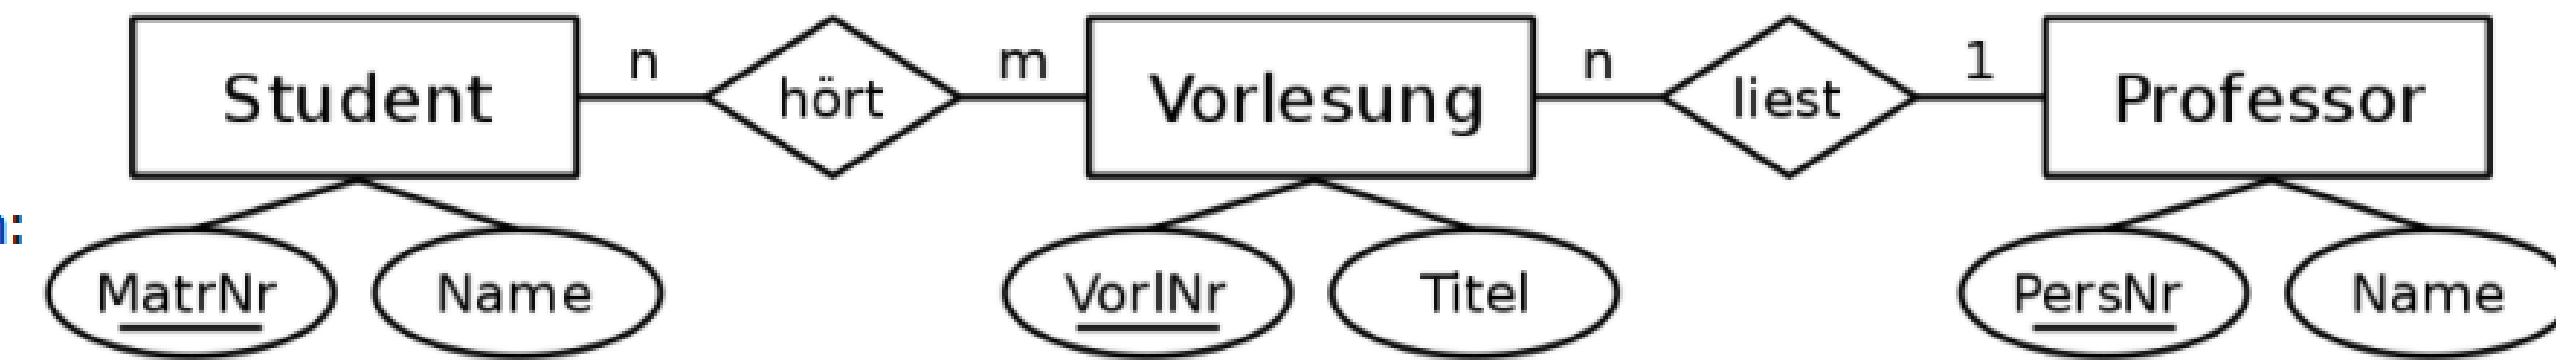 Student n hört m Vorlesung n liest 1 Professor
n:
MatrNr Name VorlNr Titel PersNr Name